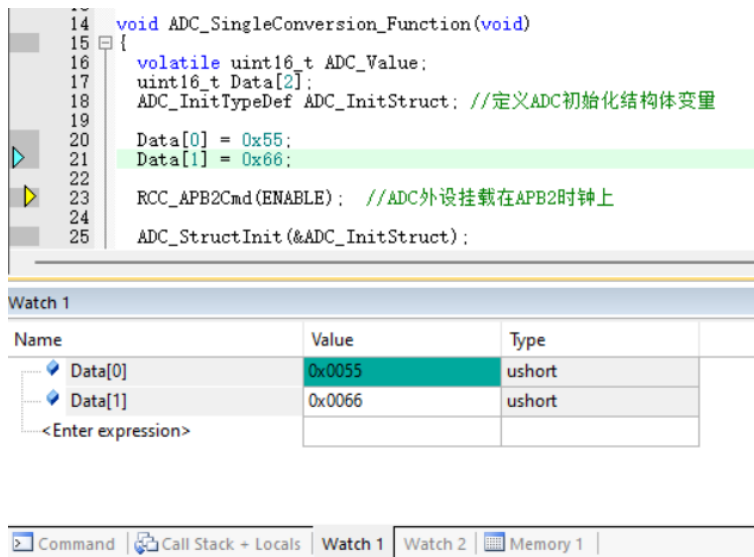 14 void ADC_SingleConversion_Function(void)
15 {
16 volatile uint16_t ADC_Value;
17 uint16_t Data[2];
18 ADC_InitTypeDef ADC_InitStruct; //定义ADC初始化结构体变量
19
20 Data[0] = 0x55;
21 Data[1] = 0x66;
22
23 RCC_APB2Cmd(ENABLE); //ADC外设挂载在APB2时钟上
24
25 ADC_StructInit(&ADC_InitStruct);
Watch 1
Name Value Type
Data[0] 0x0055 ushort
Data[1] 0x0066 ushort
<Enter expression>
Command Call Stack + Locals Watch 1 Watch 2 Memory 1